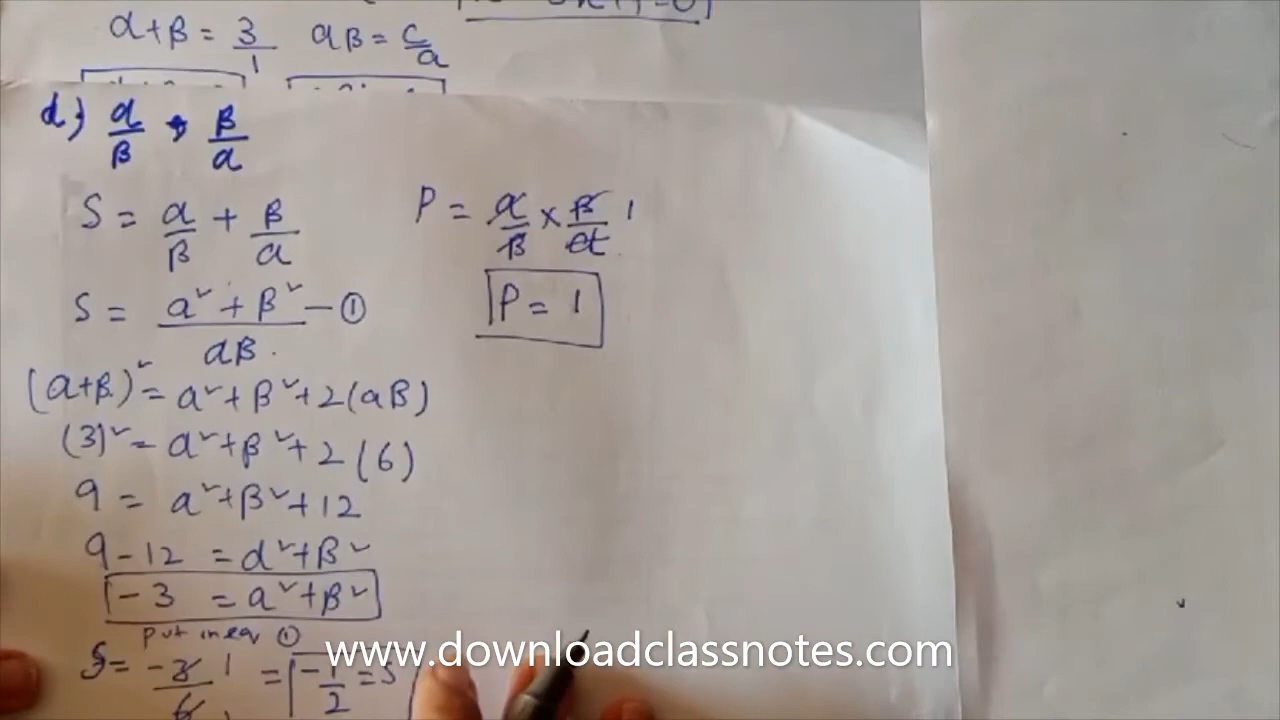 α+β = 3/1 αβ = c/a
d) α/β , β/α
S = α/β + β/α
P = α/β × β/α 1
S = α² + β² / αβ - ①
P = 1
(α+β)² = α² + β² + 2(αβ)
(3)² = α² + β² + 2(6)
9 = α² + β² + 12
9 - 12 = α² + β²
-3 = α² + β²
put in eq ①
www.downloadclassnotes.com
S = -3/6 1 = -1/2 = S